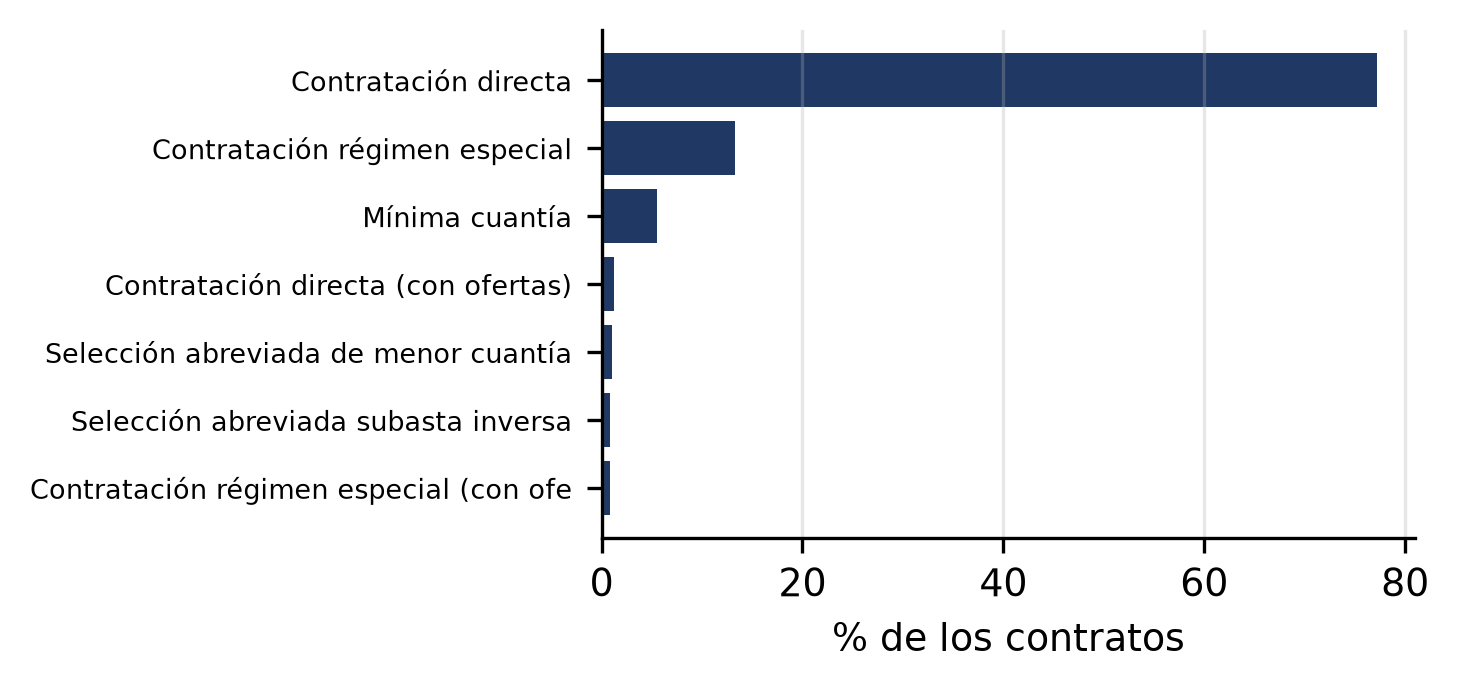 Contratación directa
Contratación régimen especial
Mínima cuantía
Contratación directa (con ofertas)
Selección abreviada de menor cuantía
Selección abreviada subasta inversa
Contratación régimen especial (con ofe
0 20 40 60 80
% de los contratos